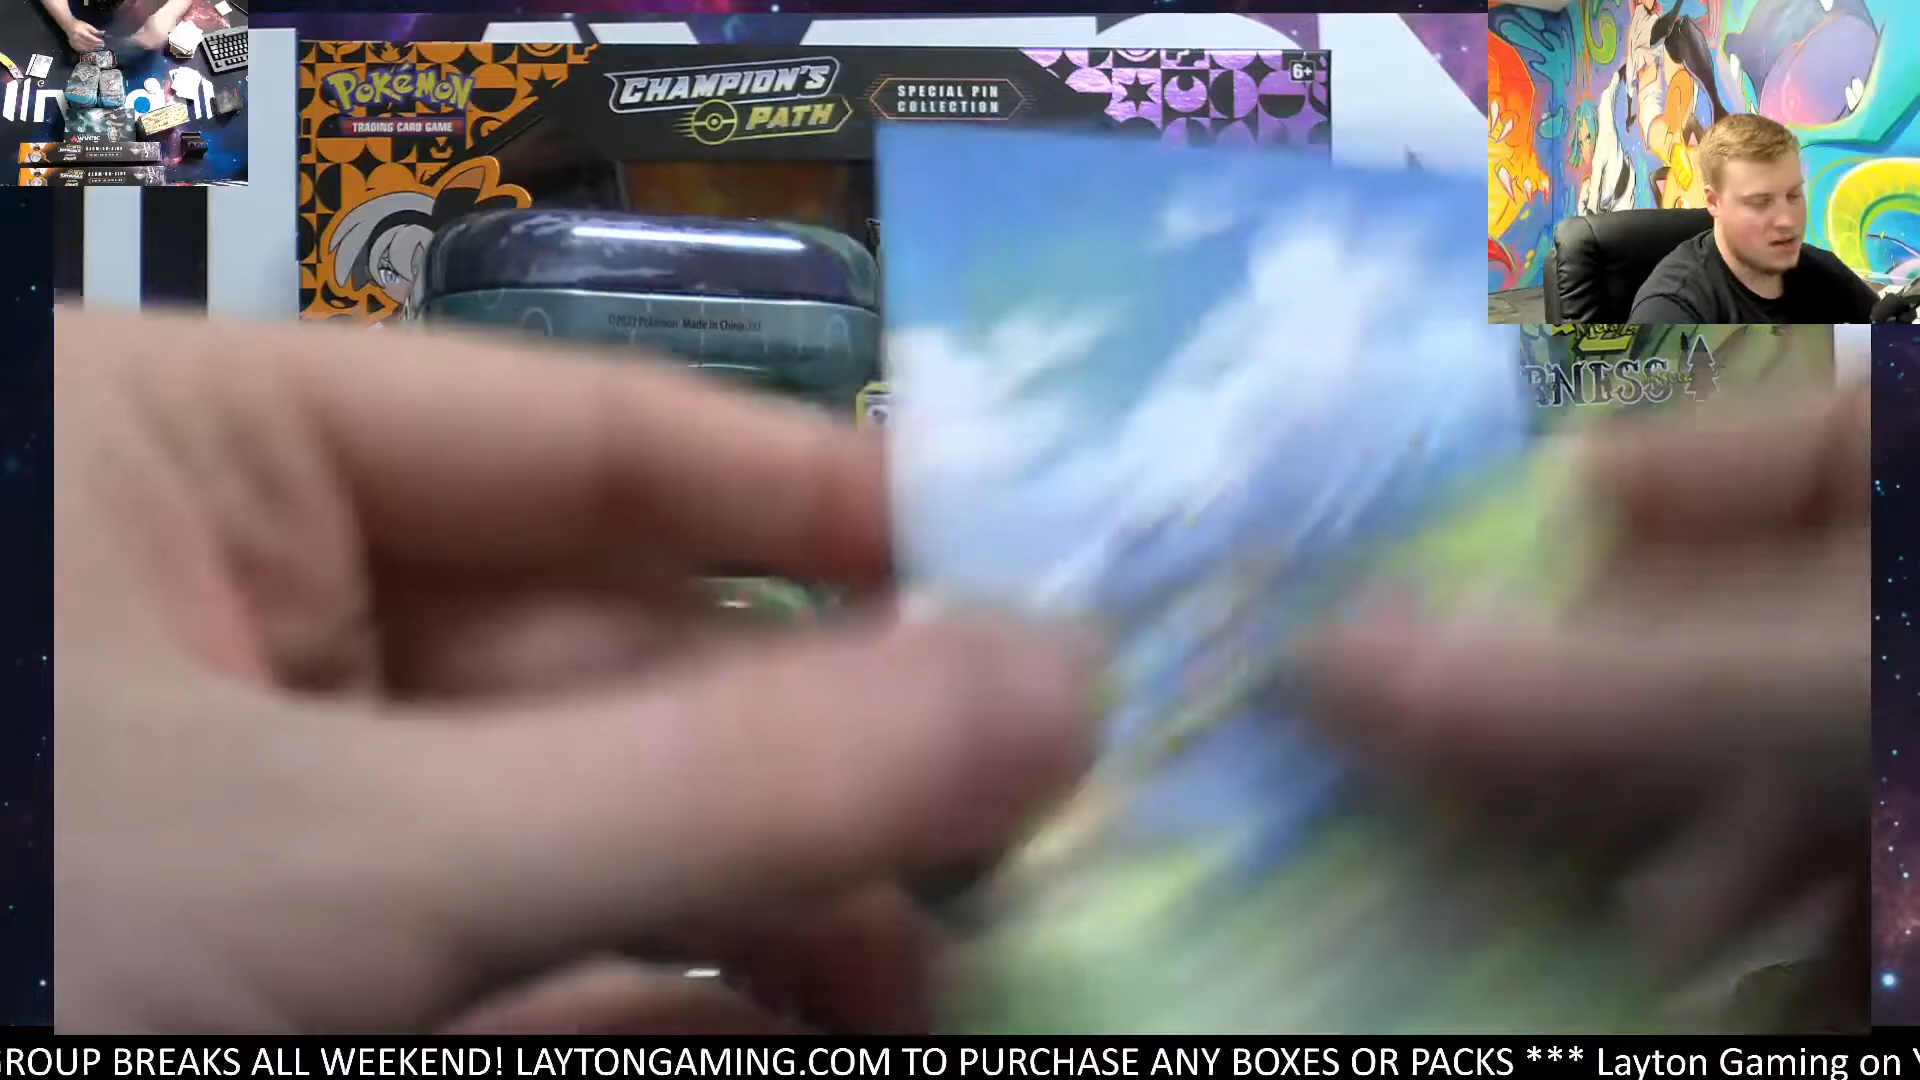 POKéMON
TRADING CARD GAME
CHAMPION'S
PATH
SPECIAL PIN
COLLECTION
6+
©2022 Pokémon. Made in China.
GROUP BREAKS ALL WEEKEND! LAYTONGAMING.COM TO PURCHASE ANY BOXES OR PACKS *** Layton Gaming on Y